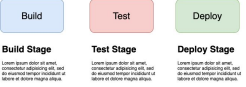 Build
Test
Deploy
Build Stage
Lorem ipsum dolor sit amet,
consectetur adipiscing elit, sed
do eiusmod tempor incididunt ut
labore et dolore magna aliqua.
Test Stage
Lorem ipsum dolor sit amet,
consectetur adipiscing elit, sed
do eiusmod tempor incididunt ut
labore et dolore magna aliqua.
Deploy Stage
Lorem ipsum dolor sit amet,
consectetur adipiscing elit, sed
do eiusmod tempor incididunt ut
labore et dolore magna aliqua.